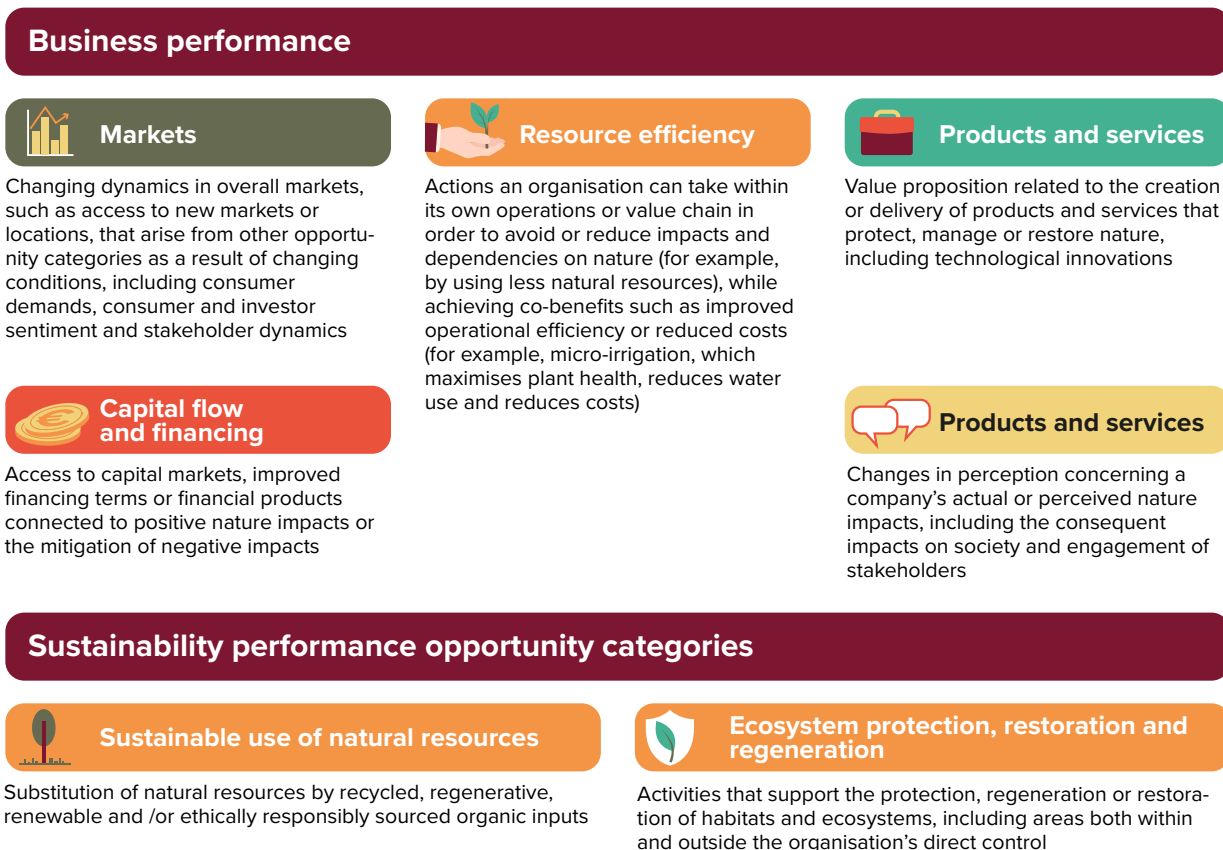 Business performance
Markets
Changing dynamics in overall markets,
such as access to new markets or
locations, that arise from other opportu-
nity categories as a result of changing
conditions, including consumer
demands, consumer and investor
sentiment and stakeholder dynamics
Resource efficiency
Actions an organisation can take within
its own operations or value chain in
order to avoid or reduce impacts and
dependencies on nature (for example,
by using less natural resources), while
achieving co-benefits such as improved
operational efficiency or reduced costs
(for example, micro-irrigation, which
maximises plant health, reduces water
use and reduces costs)
Products and services
Value proposition related to the creation
or delivery of products and services that
protect, manage or restore nature,
including technological innovations
Capital flow
and financing
Access to capital markets, improved
financing terms or financial products
connected to positive nature impacts or
the mitigation of negative impacts
Products and services
Changes in perception concerning a
company’s actual or perceived nature
impacts, including the consequent
impacts on society and engagement of
stakeholders
Sustainability performance opportunity categories
Sustainable use of natural resources
Substitution of natural resources by recycled, regenerative,
renewable and /or ethically responsibly sourced organic inputs
Ecosystem protection, restoration and
regeneration
Activities that support the protection, regeneration or restora-
tion of habitats and ecosystems, including areas both within
and outside the organisation’s direct control